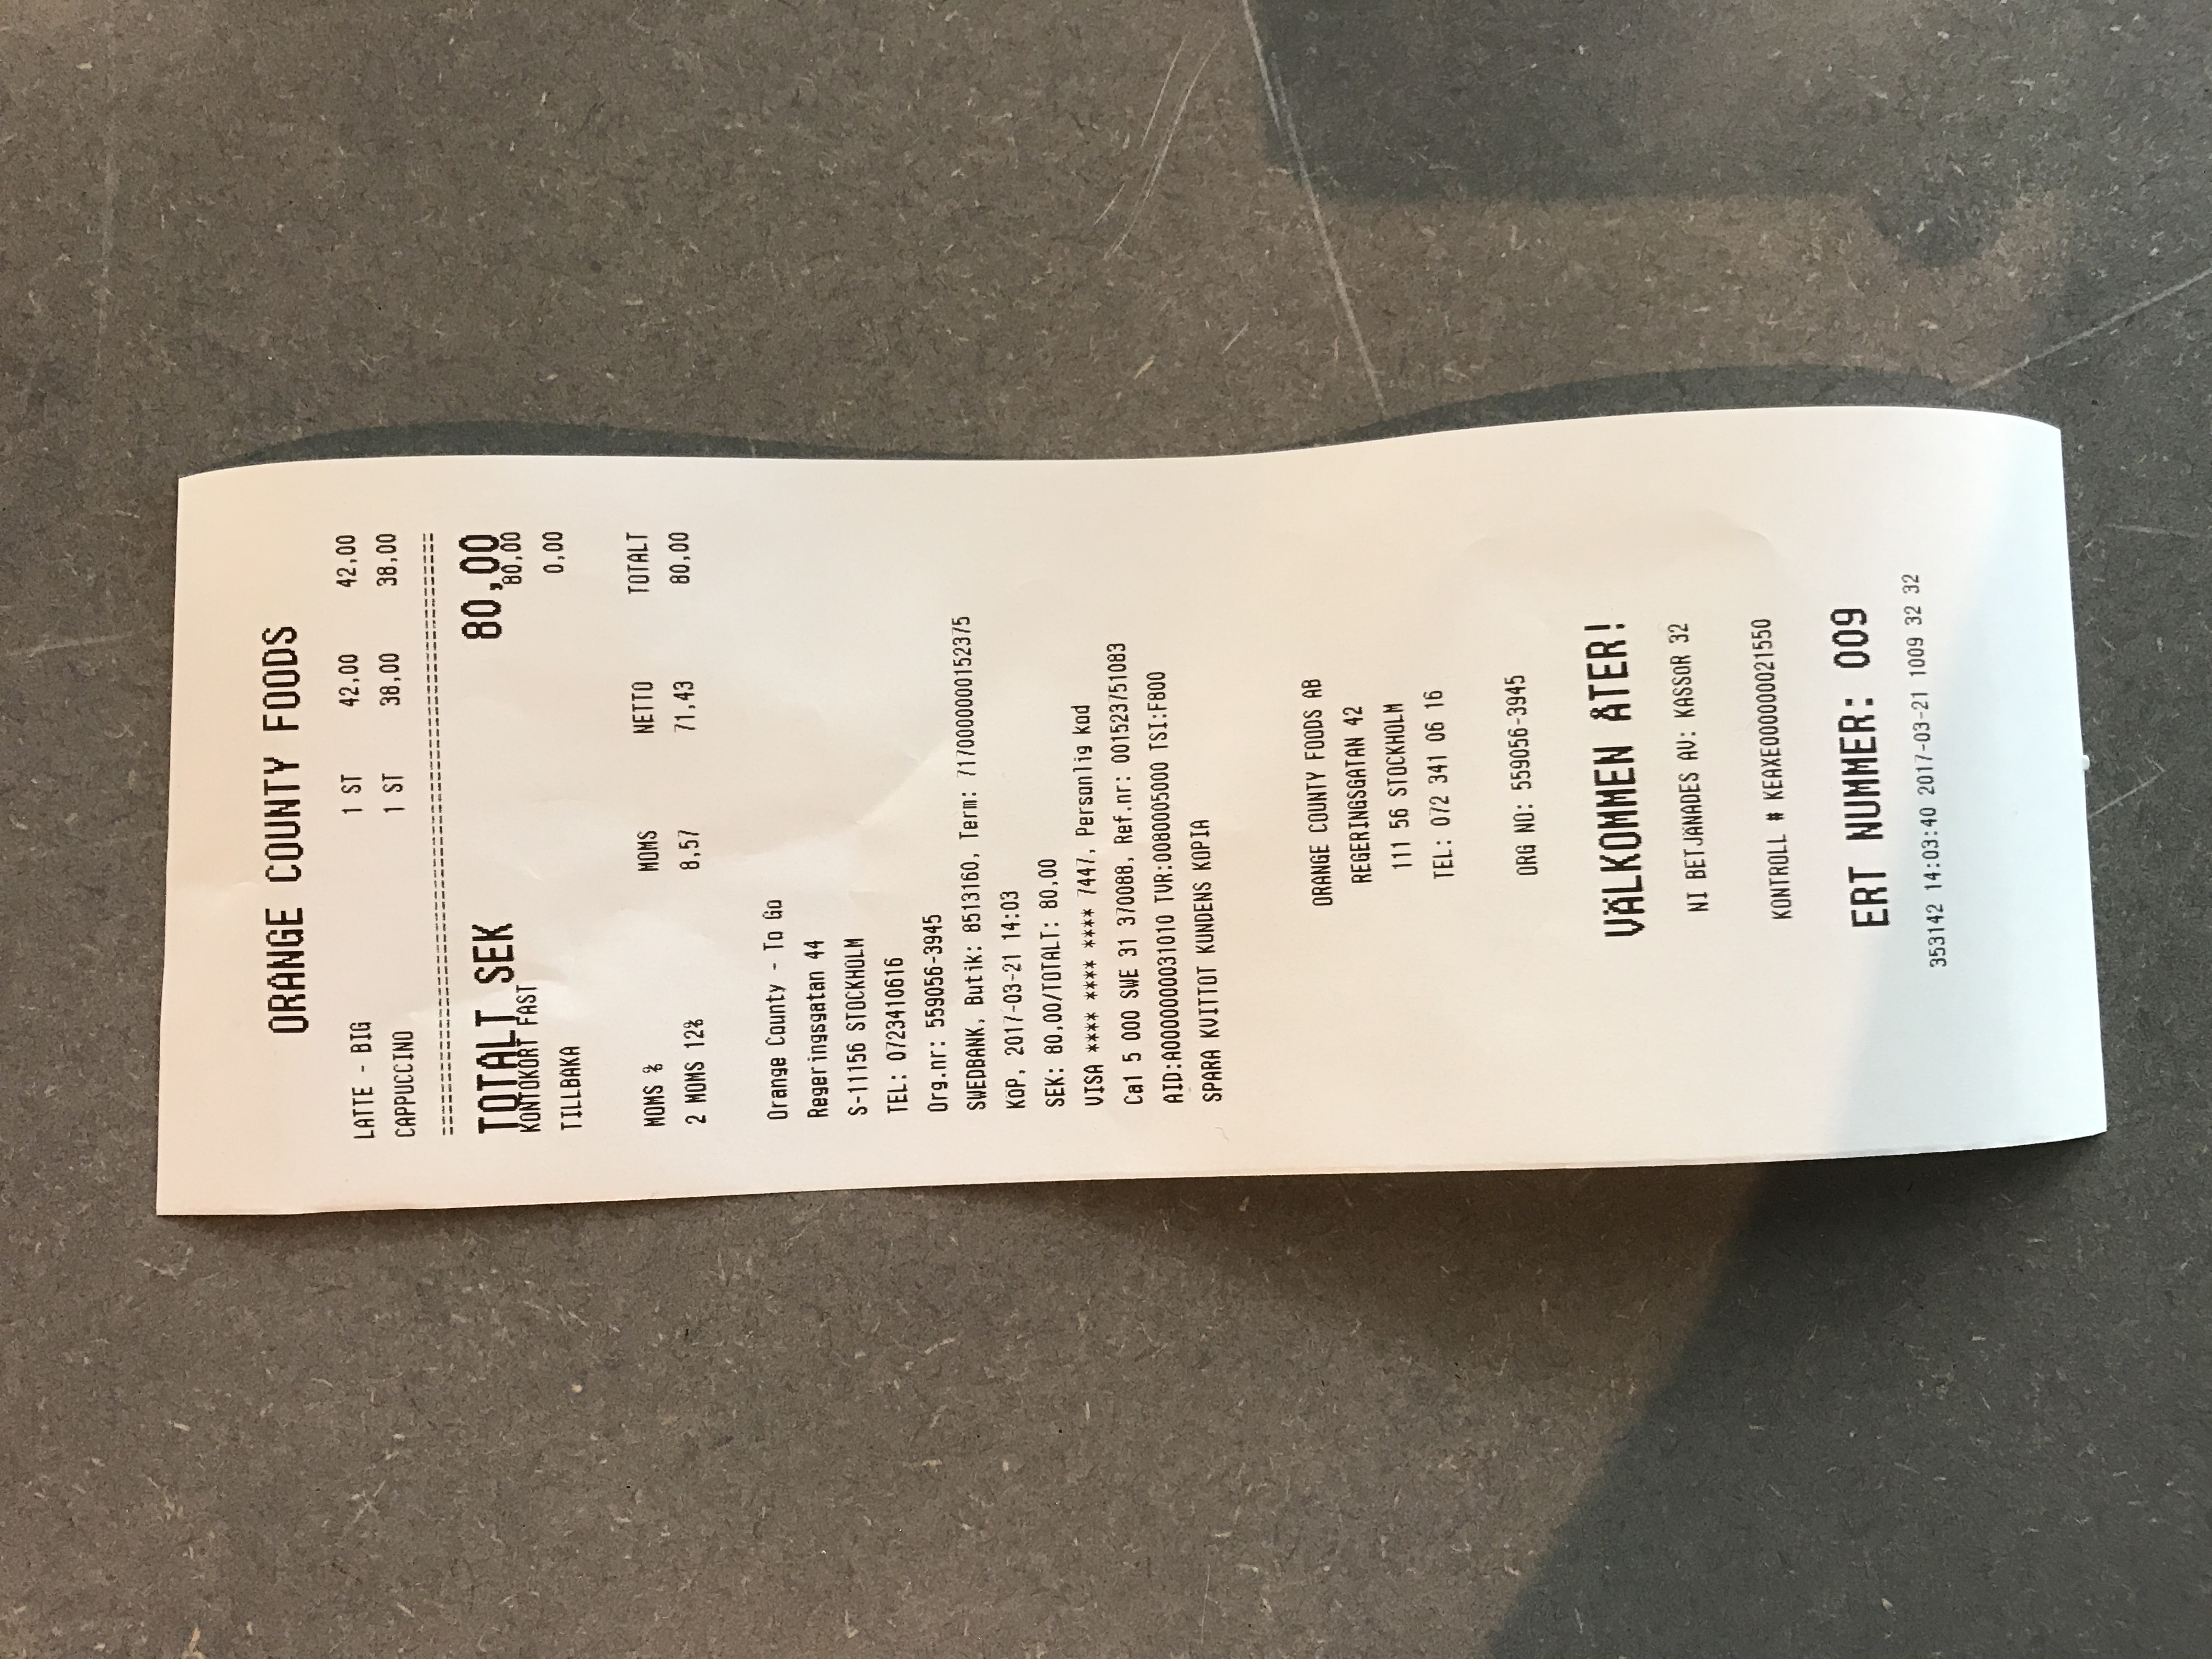 ORANGE COUNTY FOODS
LATTE - BIG 1 ST 42,00 42,00
CAPPUCCINO 1 ST 38,00 38,00
==========================================================
TOTALT SEK 80,00
KONTOKORT FAST 80,00
TILLBAKA 0,00
MOMS % MOMS NETTO TOTALT
2 MOMS 12% 8,57 71,43 80,00
Orange County - To Go
Regeringsgatan 44
S-11156 STOCKHOLM
TEL: 0723410616
Org.nr: 559056-3945
SWEDBANK, Butik: 8513160, Term: 7170000000152375
KöP, 2017-03-21 14:03
SEK: 80,00/TOTALT: 80,00
VISA **** **** **** 7447, Personlig kod
Ca1 5 000 SWE 31 370088, Ref.nr: 001523751083
AID:A0000000031010 TVR:0080005000 TSI:F800
SPARA KVITTOT KUNDENS KOPIA
ORANGE COUNTY FOODS AB
REGERINGSGATAN 42
111 56 STOCKHOLM
TEL: 072 341 06 16
ORG NO: 559056-3945
VÄLKOMMEN ÅTER!
NI BETJÄNADES AV: KASSöR 32
KONTROLL # KEAXE000000021550
ERT NUMMER: 009
353142 14:03:40 2017-03-21 1009 32 32